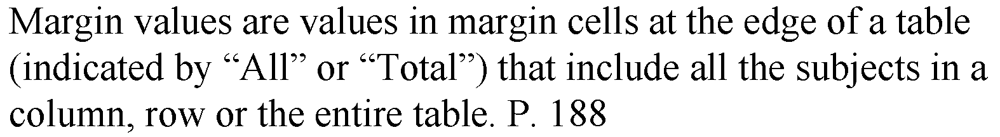 Margin values are values in margin cells at the edge of a table
(indicated by “All” or “Total”) that include all the subjects in a
column, row or the entire table. P. 188